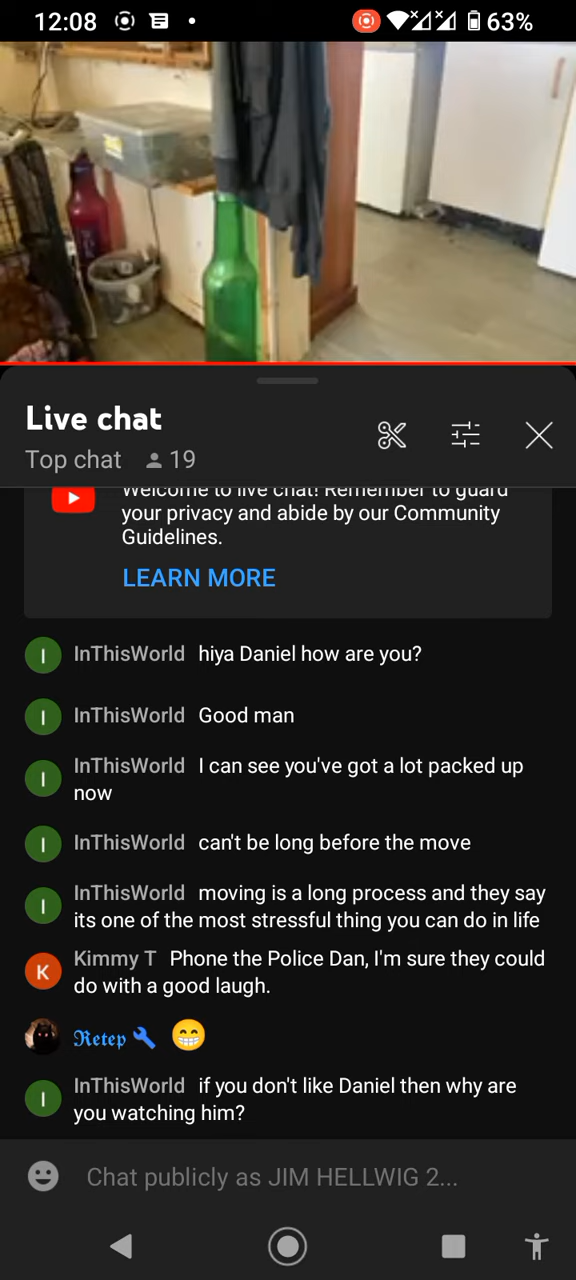 12:08 63%
Live chat
Top chat 19
Welcome to live chat! Remember to guard
your privacy and abide by our Community
Guidelines.
LEARN MORE
I InThisWorld hiya Daniel how are you?
I InThisWorld Good man
I InThisWorld I can see you've got a lot packed up
now
I InThisWorld can't be long before the move
I InThisWorld moving is a long process and they say
its one of the most stressful thing you can do in life
K Kimmy T Phone the Police Dan, I'm sure they could
do with a good laugh.
𝕽𝖊𝖙𝖊𝖕 🔧 😁
I InThisWorld if you don't like Daniel then why are
you watching him?
Chat publicly as JIM HELLWIG 2...